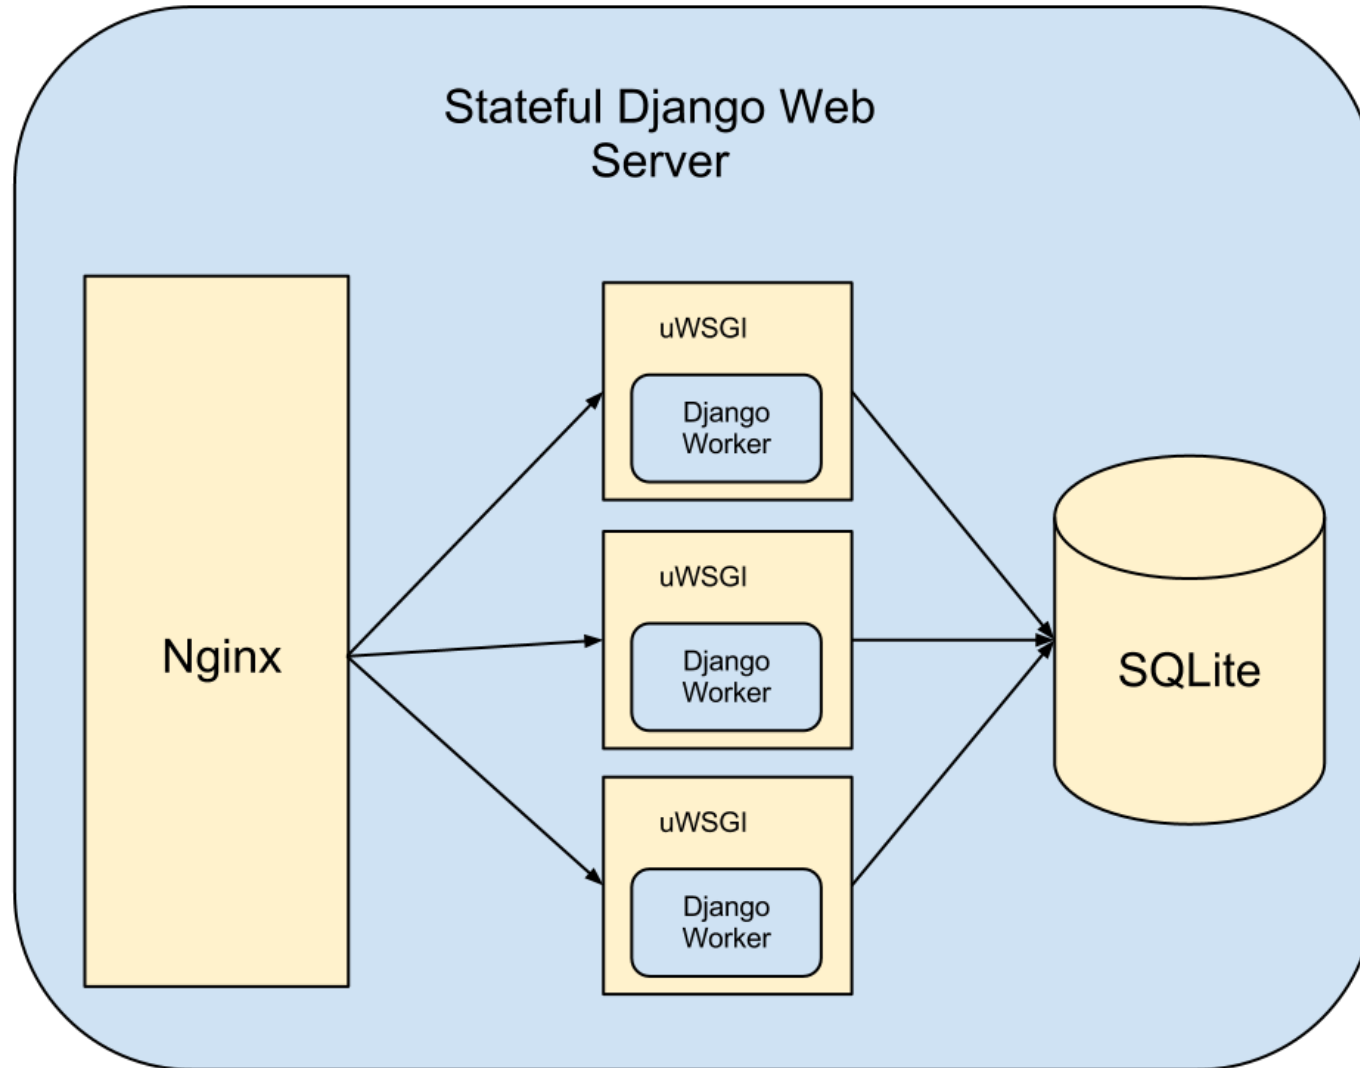 Stateful Django Web
Server
Nginx
uWSGI
Django
Worker
uWSGI
Django
Worker
uWSGI
Django
Worker
SQLite